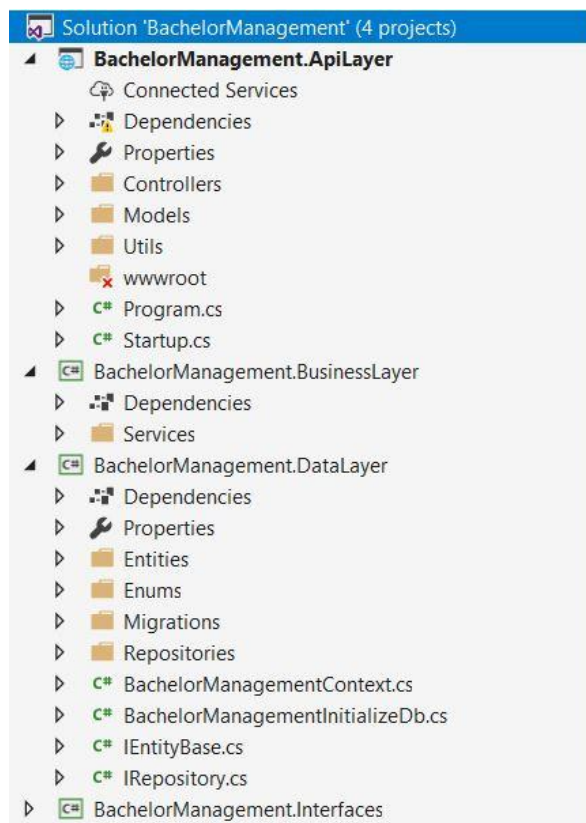 Solution 'BachelorManagement' (4 projects)
BachelorManagement.ApiLayer
Connected Services
Dependencies
Properties
Controllers
Models
Utils
wwwroot
C# Program.cs
C# Startup.cs
C# BachelorManagement.BusinessLayer
Dependencies
Services
C# BachelorManagement.DataLayer
Dependencies
Properties
Entities
Enums
Migrations
Repositories
C# BachelorManagementContext.cs
C# BachelorManagementInitializeDb.cs
C# IEntityBase.cs
C# IRepository.cs
C# BachelorManagement.Interfaces